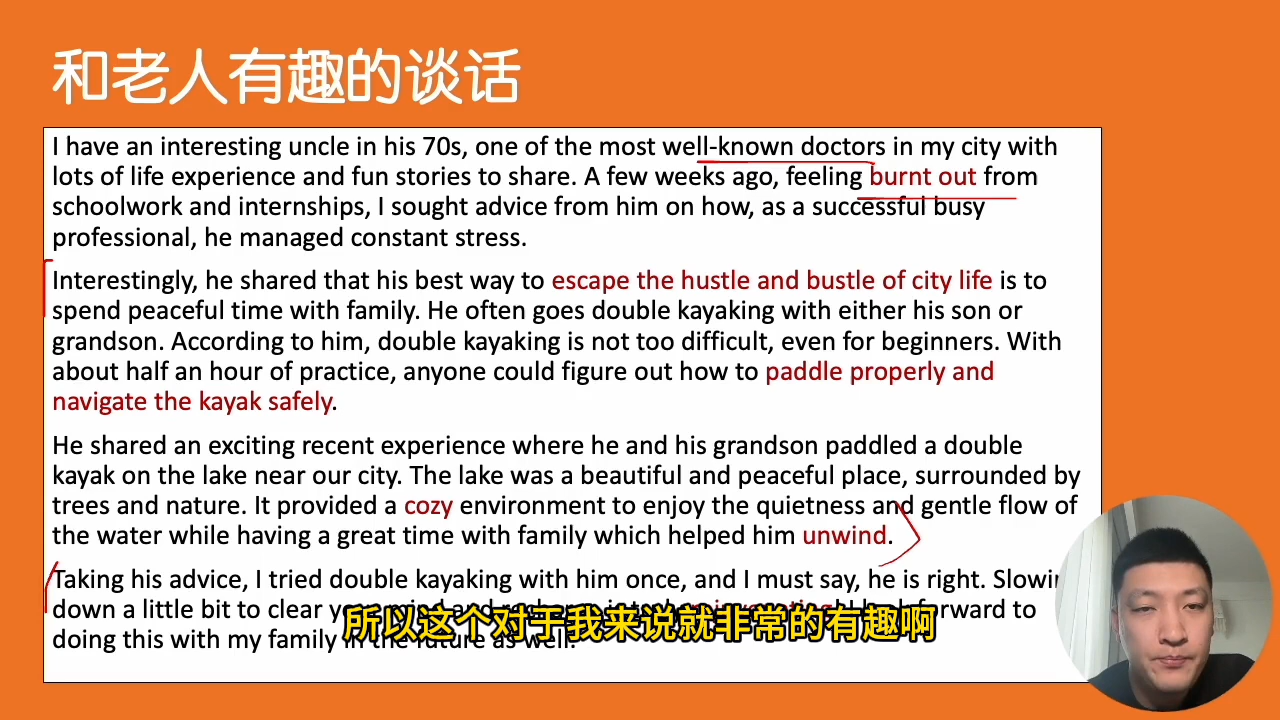 和老人有趣的谈话
I have an interesting uncle in his 70s, one of the most well-known doctors in my city with
lots of life experience and fun stories to share. A few weeks ago, feeling burnt out from
schoolwork and internships, I sought advice from him on how, as a successful busy
professional, he managed constant stress.
Interestingly, he shared that his best way to escape the hustle and bustle of city life is to
spend peaceful time with family. He often goes double kayaking with either his son or
grandson. According to him, double kayaking is not too difficult, even for beginners. With
about half an hour of practice, anyone could figure out how to paddle properly and
navigate the kayak safely.
He shared an exciting recent experience where he and his grandson paddled a double
kayak on the lake near our city. The lake was a beautiful and peaceful place, surrounded by
trees and nature. It provided a cozy environment to enjoy the quietness and gentle flow of
the water while having a great time with family which helped him unwind.
Taking his advice, I tried double kayaking with him once, and I must say, he is right.
down a little bit to clear forward to
doing this with my family in the future as well.
所以这个对于我来说就非常的有趣啊